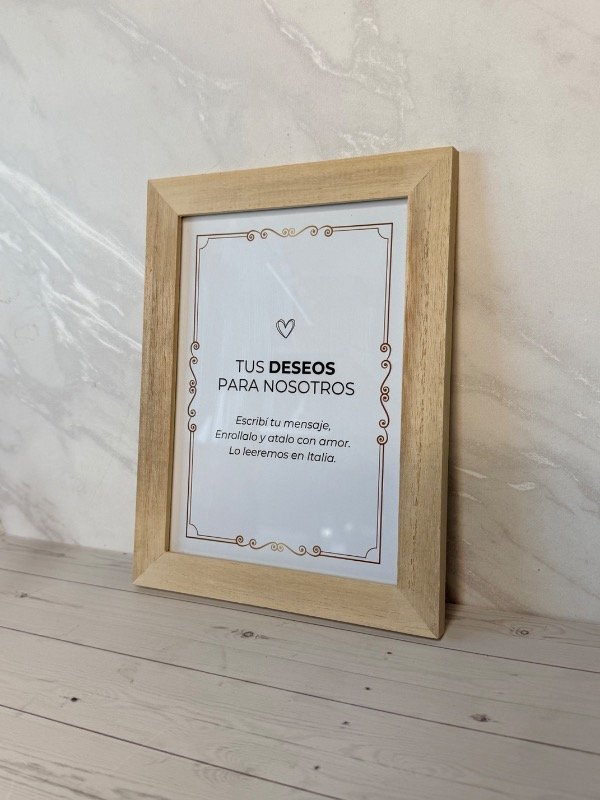 TUS DESEOS
PARA NOSOTROS
Escribí tu mensaje,
Enrollalo y atalo con amor.
Lo leeremos en Italia.